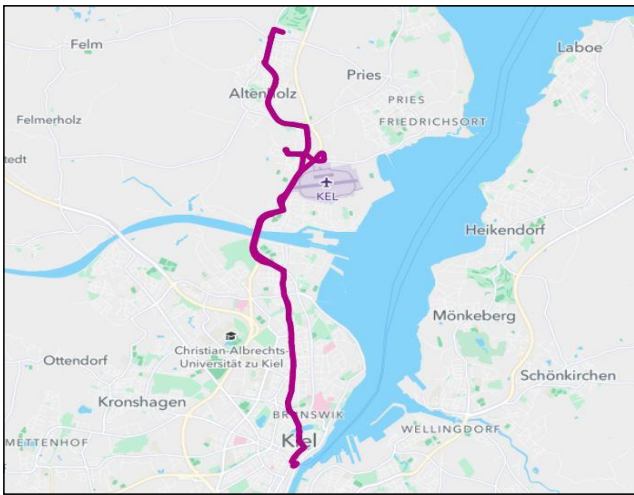 Felm
Laboe
Pries
Altenholz
PRIES
Felmerholz
FRIEDRICHSORT
stedt
KEL
Heikendorf
Mönkeberg
Christian-Albrechts-
Universität zu Kiel
Ottendorf
Schönkirchen
Kronshagen
BRUNSWIK
WELLINGDORF
Kiel
METTENHOF